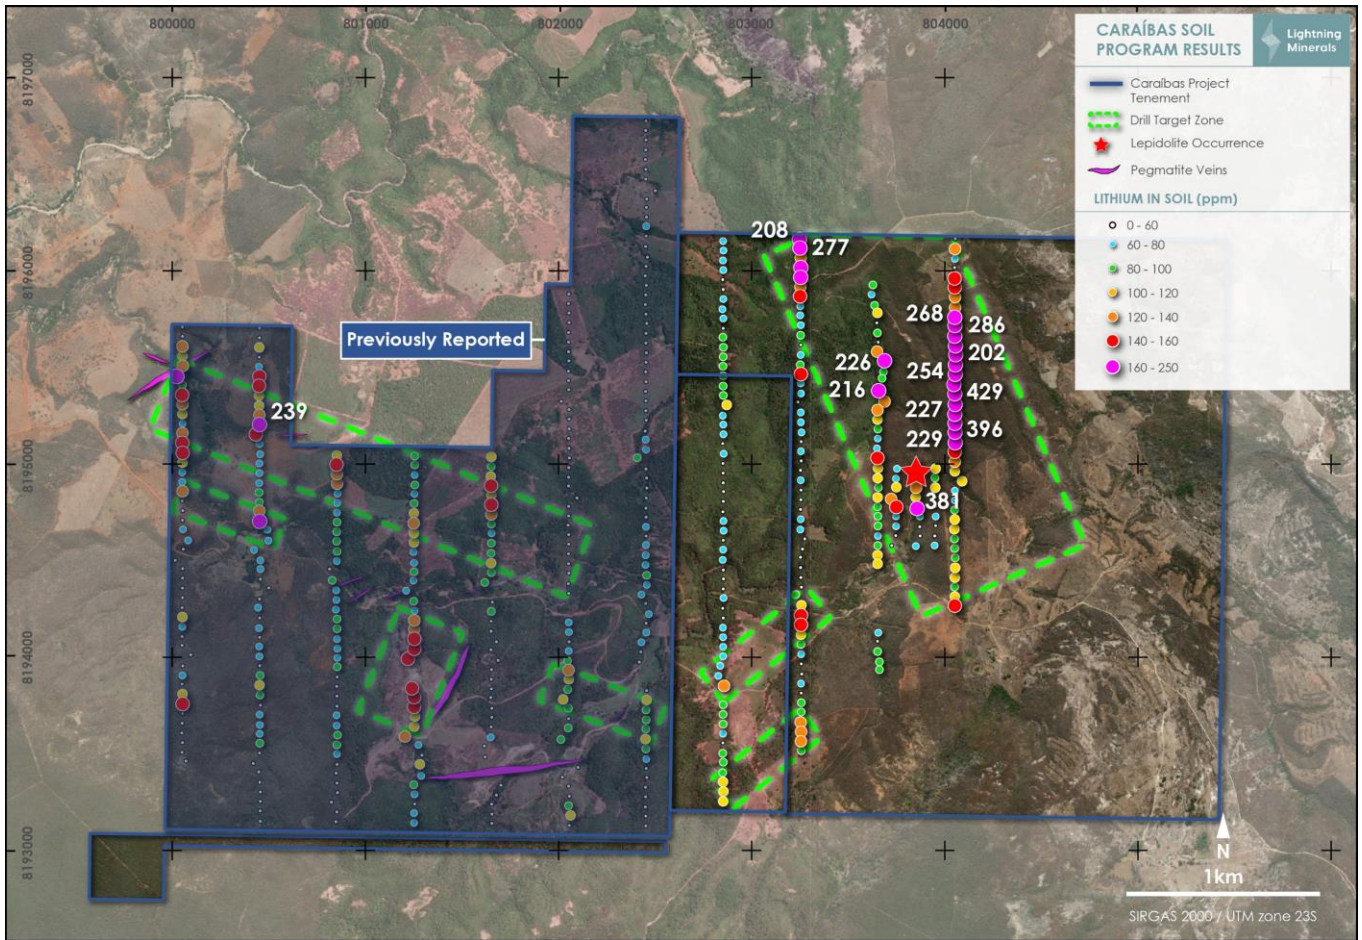 800000
801000
802000
803000
804000
CARAÍBAS SOIL
PROGRAM RESULTS
Lightning
Minerals
Caraíbas Project
Tenement
Drill Target Zone
Lepidolite Occurrence
Pegmatite Veins
LITHIUM IN SOIL (ppm)
0 - 60
60 - 80
80 - 100
100 - 120
120 - 140
140 - 160
160 - 250
8197000
8196000
8195000
8194000
8193000
208
277
Previously Reported
268
286
202
226
254
216
429
227
396
229
239
381
N
1km
SIRGAS 2000 / UTM zone 23S